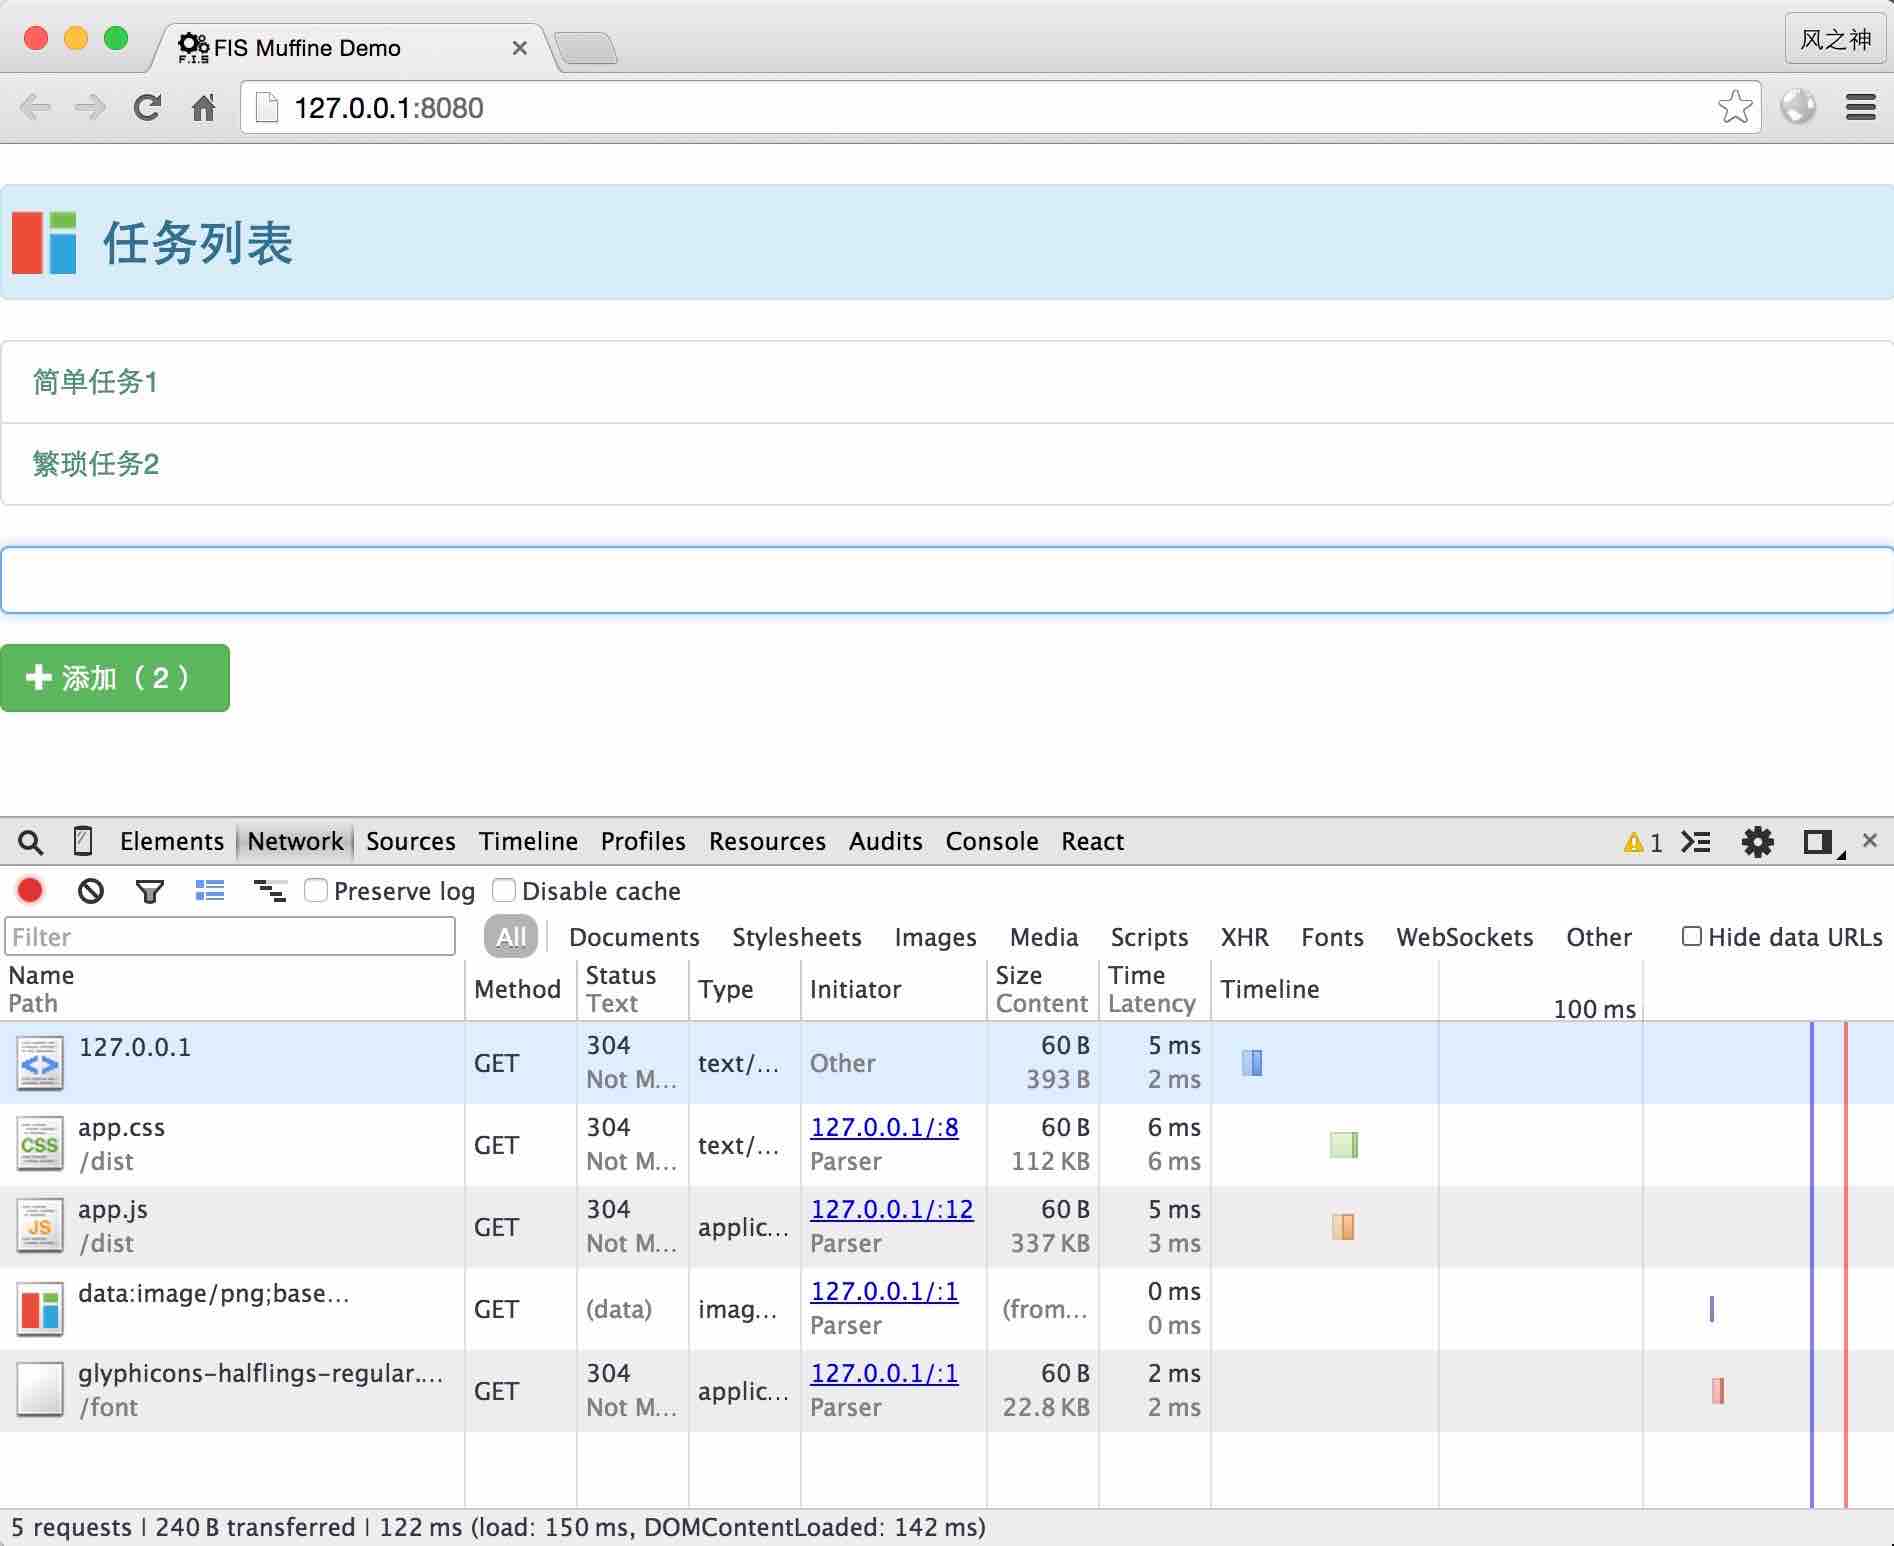 F.I.S FIS Muffine Demo
风之神
127.0.0.1:8080
任务列表
简单任务1
繁琐任务2
添加（2）
Elements Network Sources Timeline Profiles Resources Audits Console React 1
Preserve log Disable cache
Filter All Documents Stylesheets Images Media Scripts XHR Fonts WebSockets Other Hide data URLs
Name Path Method Status Text Type Initiator Size Content Time Latency Timeline 100 ms
127.0.0.1 GET 304 text/... Other 60 B 5 ms
Not M... 393 B 2 ms
CSS app.css GET 304 text/... 127.0.0.1/:8 60 B 6 ms
/dist Not M... Parser 112 KB 6 ms
JS app.js GET 304 applic... 127.0.0.1/:12 60 B 5 ms
/dist Not M... Parser 337 KB 3 ms
data:image/png;base... GET (data) imag... 127.0.0.1/:1 (from... 0 ms
Parser 0 ms
glyphicons-halflings-regular.... GET 304 applic... 127.0.0.1/:1 60 B 2 ms
/font Not M... Parser 22.8 KB 2 ms
5 requests | 240 B transferred | 122 ms (load: 150 ms, DOMContentLoaded: 142 ms)